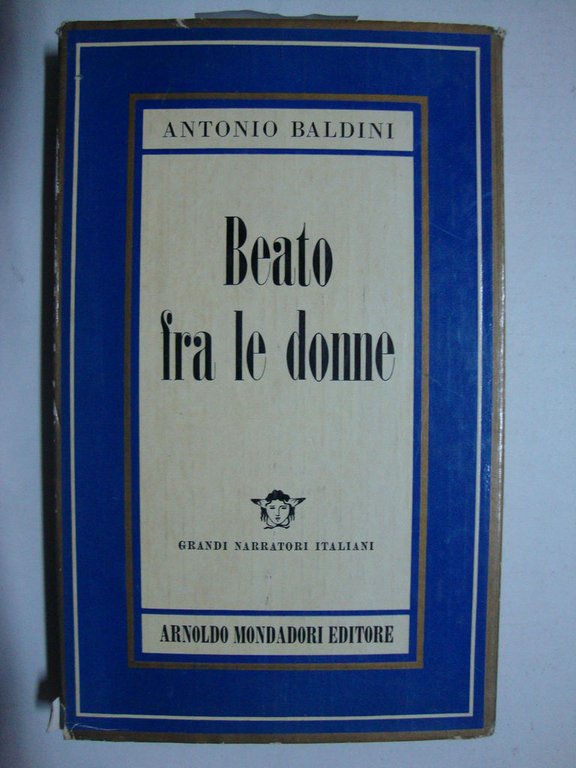 ANTONIO BALDINI
Beato
fra le donne
GRANDI NARRATORI ITALIANI
ARNOLDO MONDADORI EDITORE